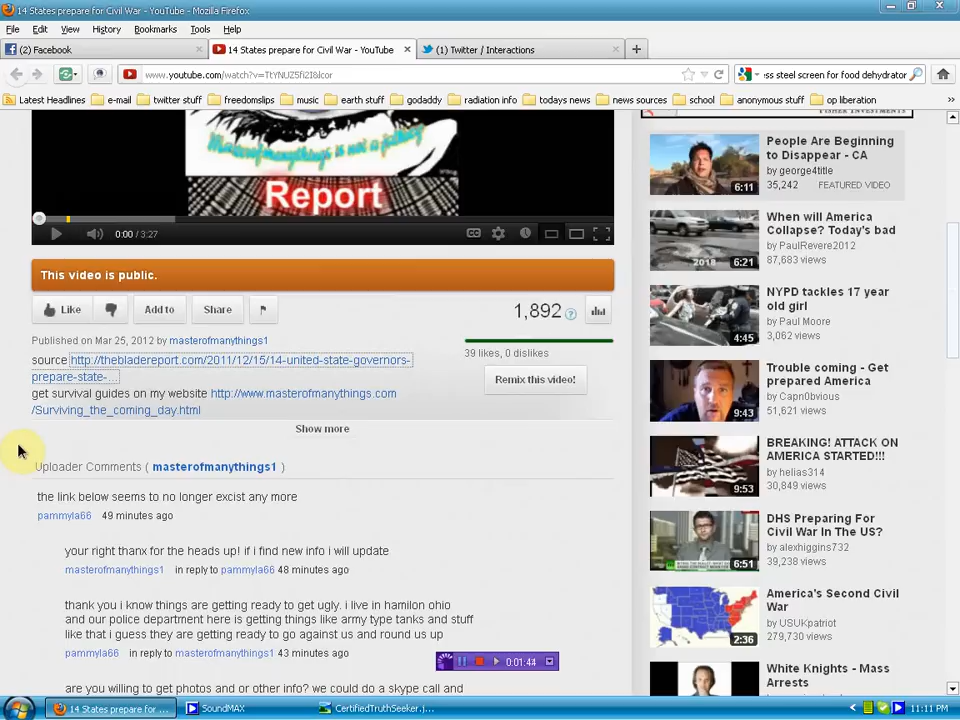 14 States prepare for Civil War - YouTube - Mozilla Firefox
File Edit View History Bookmarks Tools Help
(2) Facebook
14 States prepare for Civil War - YouTube
(1) Twitter / Interactions
www.youtube.com/watch?v=TtYNUZ5fi2I&lcor
ss steel screen for food dehydrator
Latest Headlines e-mail twitter stuff freedomslips music earth stuff godaddy radiation info todays news news sources school anonymous stuff op liberation
Masterofmanythings is not a
Report
0:00 / 3:27
CC
This video is public.
Like
Add to
Share
1,892
Published on Mar 25, 2012 by masterofmanythings1
39 likes, 0 dislikes
source http://thebladereport.com/2011/12/15/14-united-state-governors-
prepare-state-...
Remix this video!
get survival guides on my website http://www.masterofmanythings.com
/Surviving_the_coming_day.html
Show more
Uploader Comments ( masterofmanythings1 )
the link below seems to no longer excist any more
pammyla66 49 minutes ago
your right thanx for the heads up! if i find new info i will update
masterofmanythings1 in reply to pammyla66 48 minutes ago
thank you i know things are getting ready to get ugly. i live in hamilon ohio
and our police department here is getting things like army type tanks and stuff
like that i guess they are getting ready to go against us and round us up
pammyla66 in reply to masterofmanythings1 43 minutes ago
are you willing to get photos and or other info? we could do a skype call and
0:01:44
FISHER INVESTMENTS
People Are Beginning
to Disappear - CA
by george4title
35,242 FEATURED VIDEO
6:11
When will America
Collapse? Today's bad
by PaulRevere2012
87,683 views
2018
6:21
NYPD tackles 17 year
old girl
by Paul Moore
3,062 views
4:45
Trouble coming - Get
prepared America
by Capn0bvious
51,621 views
9:43
BREAKING! ATTACK ON
AMERICA STARTED!!!
by helias314
30,849 views
9:53
DHS Preparing For
Civil War In The US?
by alexhiggins732
39,238 views
6:51
America's Second Civil
War
by USUKpatriot
279,730 views
2:36
White Knights - Mass
Arrests
14 States prepare for ...
SoundMAX
CertifiedTruthSeeker.j...
11:11 PM